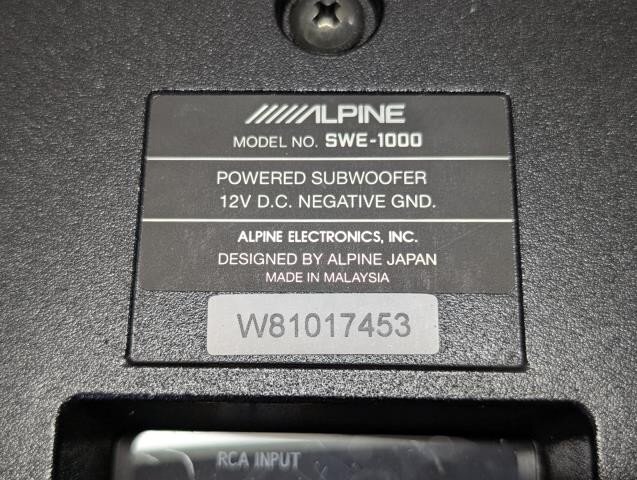 ALPINE
MODEL NO. SWE-1000
POWERED SUBWOOFER
12V D.C. NEGATIVE GND.
ALPINE ELECTRONICS, INC.
DESIGNED BY ALPINE JAPAN
MADE IN MALAYSIA
W81017453
RCA INPUT